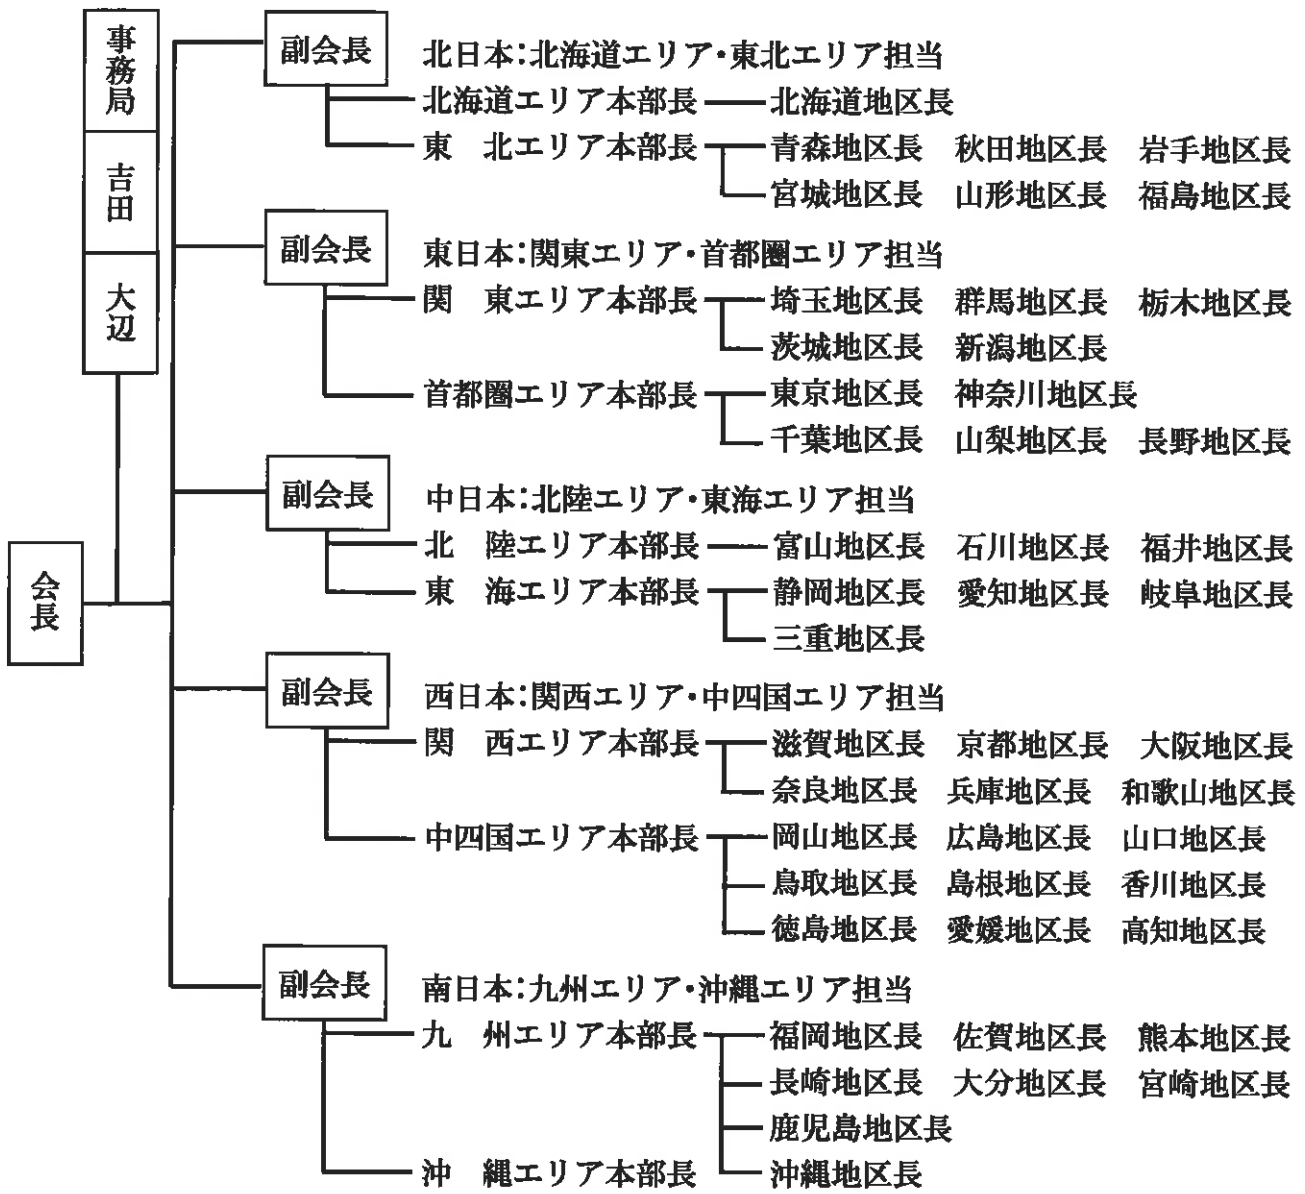 事務局
吉田
大辺
会長
副会長
北日本：北海道エリア・東北エリア担当
北海道エリア本部長 北海道地区長
東　北エリア本部長 青森地区長　秋田地区長　岩手地区長
宮城地区長　山形地区長　福島地区長
副会長
東日本：関東エリア・首都圏エリア担当
関　東エリア本部長 埼玉地区長　群馬地区長　栃木地区長
茨城地区長　新潟地区長
首都圏エリア本部長 東京地区長　神奈川地区長
千葉地区長　山梨地区長　長野地区長
副会長
中日本：北陸エリア・東海エリア担当
北　陸エリア本部長 富山地区長　石川地区長　福井地区長
東　海エリア本部長 静岡地区長　愛知地区長　岐阜地区長
三重地区長
副会長
西日本：関西エリア・中四国エリア担当
関　西エリア本部長 滋賀地区長　京都地区長　大阪地区長
奈良地区長　兵庫地区長　和歌山地区長
中四国エリア本部長 岡山地区長　広島地区長　山口地区長
鳥取地区長　島根地区長　香川地区長
徳島地区長　愛媛地区長　高知地区長
副会長
南日本：九州エリア・沖縄エリア担当
九　州エリア本部長 福岡地区長　佐賀地区長　熊本地区長
長崎地区長　大分地区長　宮崎地区長
鹿児島地区長
沖　縄エリア本部長 沖縄地区長